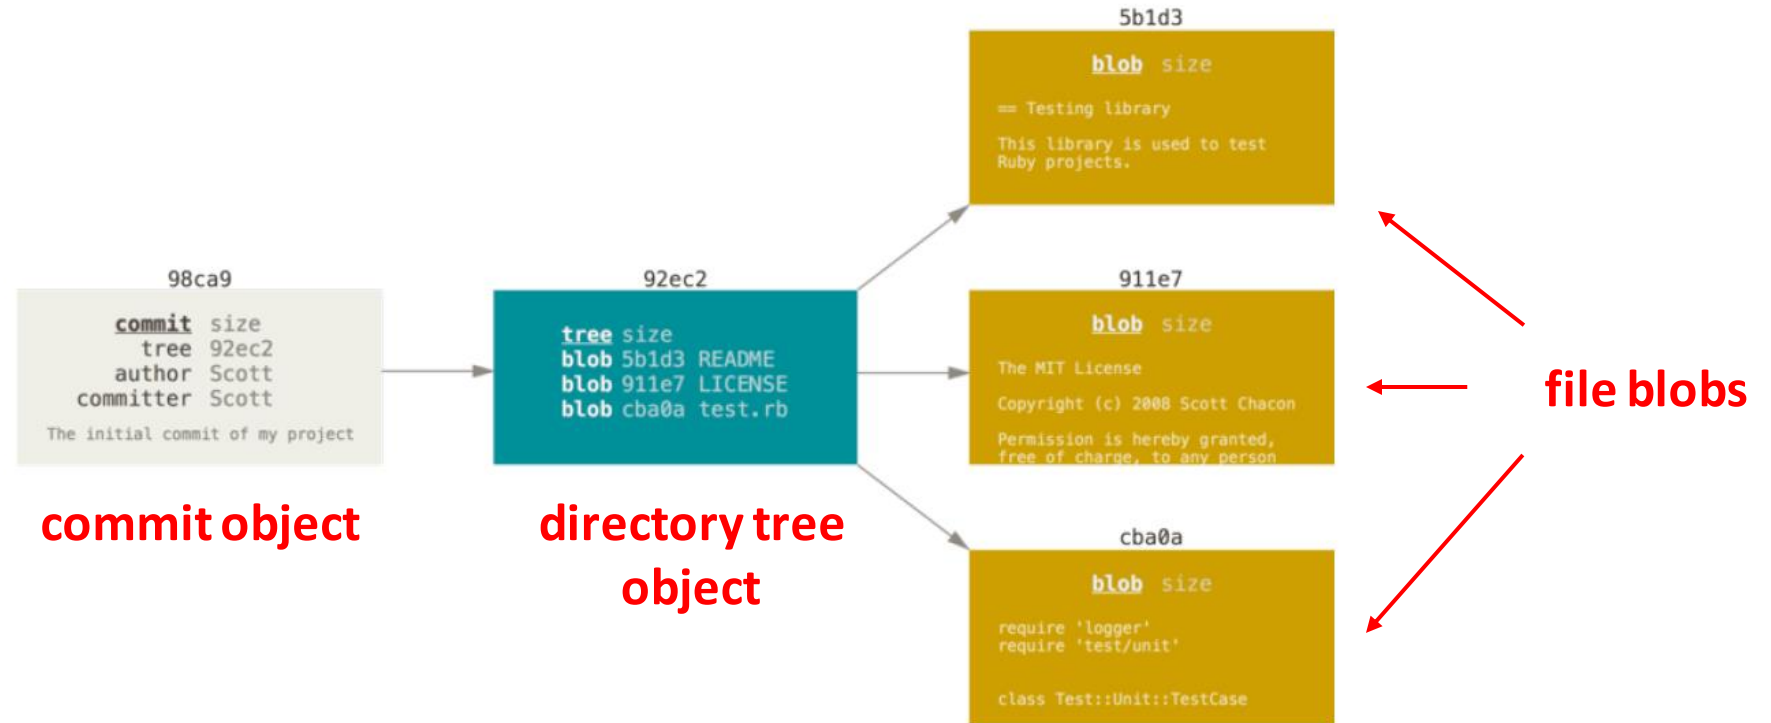 98ca9
commit size
tree 92ec2
author Scott
committer Scott
The initial commit of my project
commit object
92ec2
tree size
blob 5b1d3 README
blob 911e7 LICENSE
blob cba0a test.rb
directory tree
object
5b1d3
blob size
== Testing library
This library is used to test
Ruby projects.
911e7
blob size
The MIT License
Copyright (c) 2008 Scott Chacon
Permission is hereby granted,
free of charge, to any person
cba0a
blob size
require 'logger'
require 'test/unit'
class Test::Unit::TestCase
file blobs